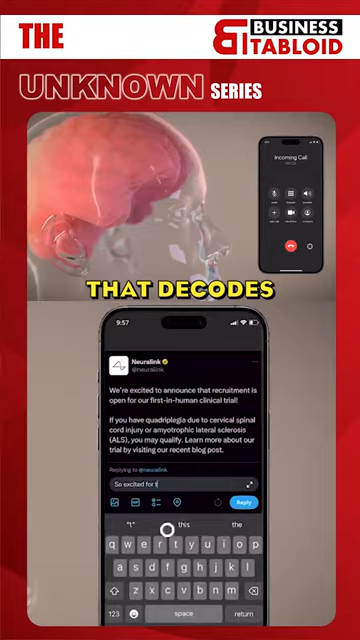 THE
BUSINESS
TABLOID
UNKNOWN SERIES
Incoming Call
THAT DECODES
9:57
Neuralink
@neuralink
We're excited to announce that recruitment is
open for our first-in-human clinical trial!
If you have quadriplegia due to cervical spinal
cord injury or amyotrophic lateral sclerosis
(ALS), you may qualify. Learn more about our
trial by visiting our recent blog post.
Replying to @neuralink
So excited for t
Reply
"t" this the
q w e r t y u i o p
a s d f g h j k l
z x c v b n m
123 space return